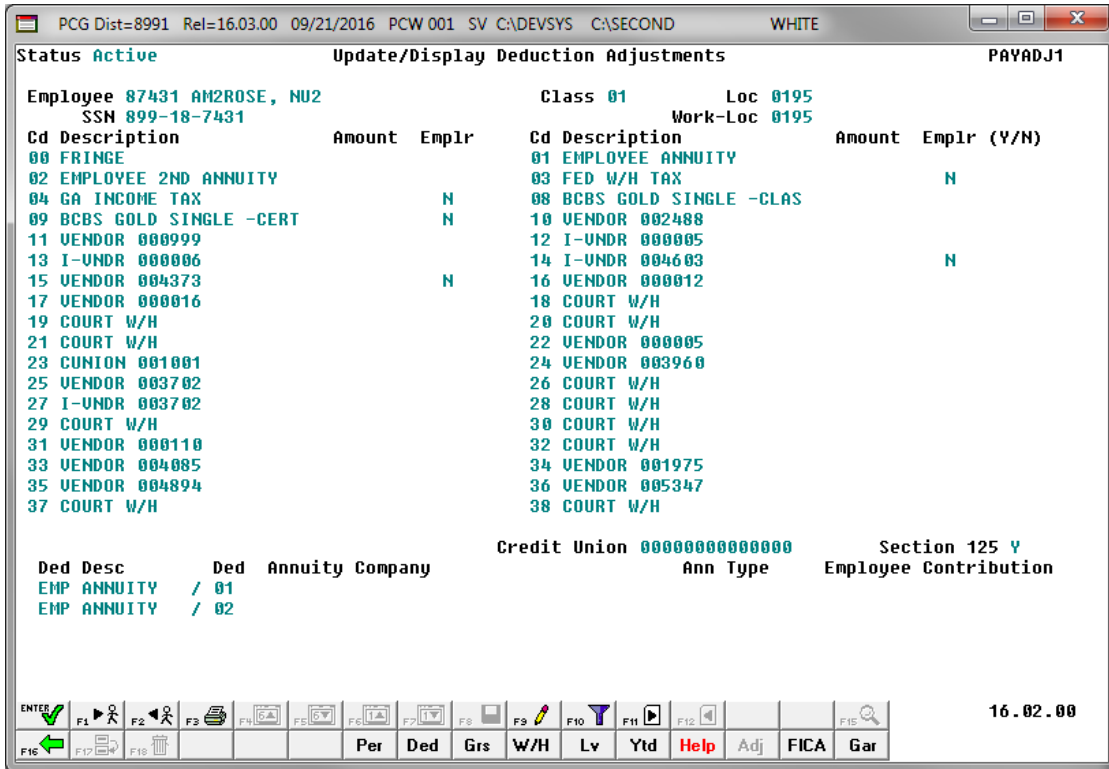 PCG Dist=8991 Rel=16.03.00 09/21/2016 PCW 001 SV C:\DEVSYS C:\SECOND WHITE
Status Active Update/Display Deduction Adjustments PAYADJ1
Employee 87431 AM2ROSE, NU2 Class 01 Loc 0195
SSN 899-18-7431 Work-Loc 0195
Cd Description Amount Emplr Cd Description Amount Emplr (Y/N)
00 FRINGE 01 EMPLOYEE ANNUITY
02 EMPLOYEE 2ND ANNUITY 03 FED W/H TAX N
04 GA INCOME TAX N 08 BCBS GOLD SINGLE -CLAS
09 BCBS GOLD SINGLE -CERT N 10 VENDOR 002488
11 VENDOR 000999 12 I-VNDR 000005
13 I-VNDR 000006 14 I-VNDR 004603 N
15 VENDOR 004373 N 16 VENDOR 000012
17 VENDOR 000016 18 COURT W/H
19 COURT W/H 20 COURT W/H
21 COURT W/H 22 VENDOR 000005
23 CUNION 001001 24 VENDOR 003960
25 VENDOR 003702 26 COURT W/H
27 I-VNDR 003702 28 COURT W/H
29 COURT W/H 30 COURT W/H
31 VENDOR 000110 32 COURT W/H
33 VENDOR 004085 34 VENDOR 001975
35 VENDOR 004894 36 VENDOR 005347
37 COURT W/H 38 COURT W/H
Credit Union 00000000000000 Section 125 Y
Ded Desc Ded Annuity Company Ann Type Employee Contribution
EMP ANNUITY / 01
EMP ANNUITY / 02
ENTER F1 F2 F3 F4 F5 F6 F7 F8 F9 F10 F11 F12 F15 16.02.00
F16 F17 F18 Per Ded Grs W/H Lv Ytd Help Adj FICA Gar